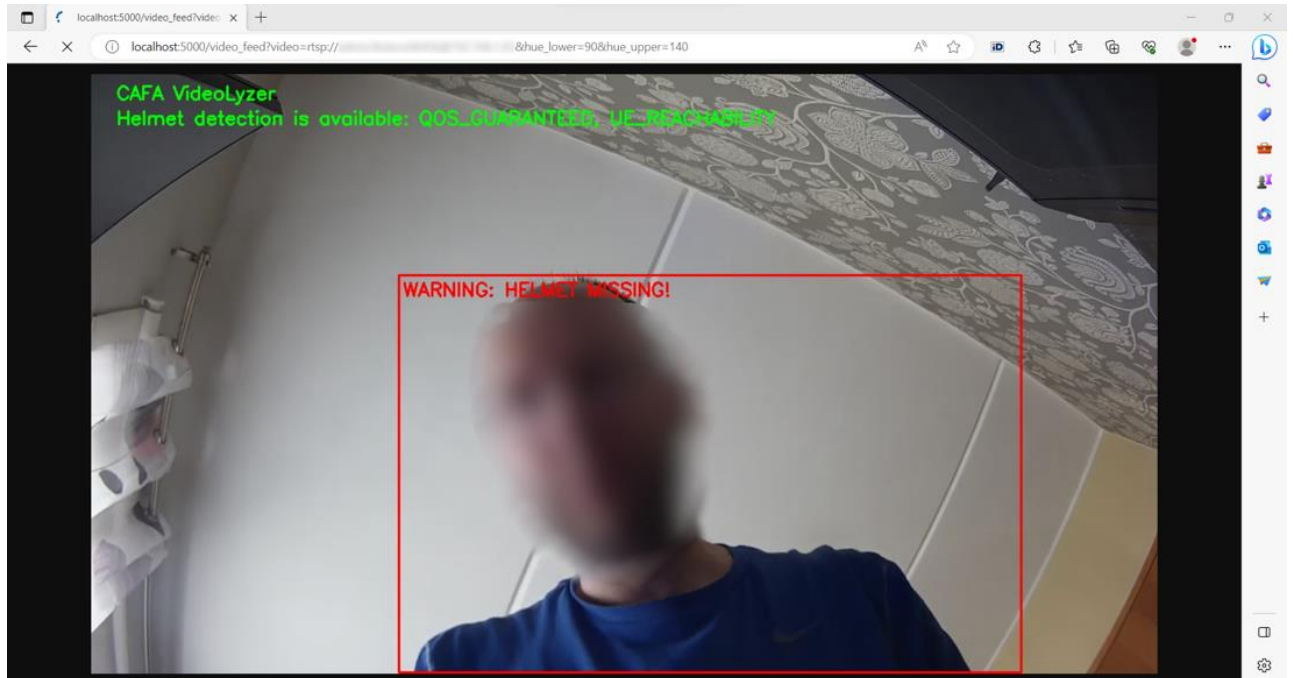 localhost:5000/video_feed?video
localhost:5000/video_feed?video=rtsp:// &hue_lower=90&hue_upper=140
CAFA VideoLyzer
Helmet detection is available: QOS_GUARANTEED, UE_REACHABILITY
WARNING: HELMET MISSING!